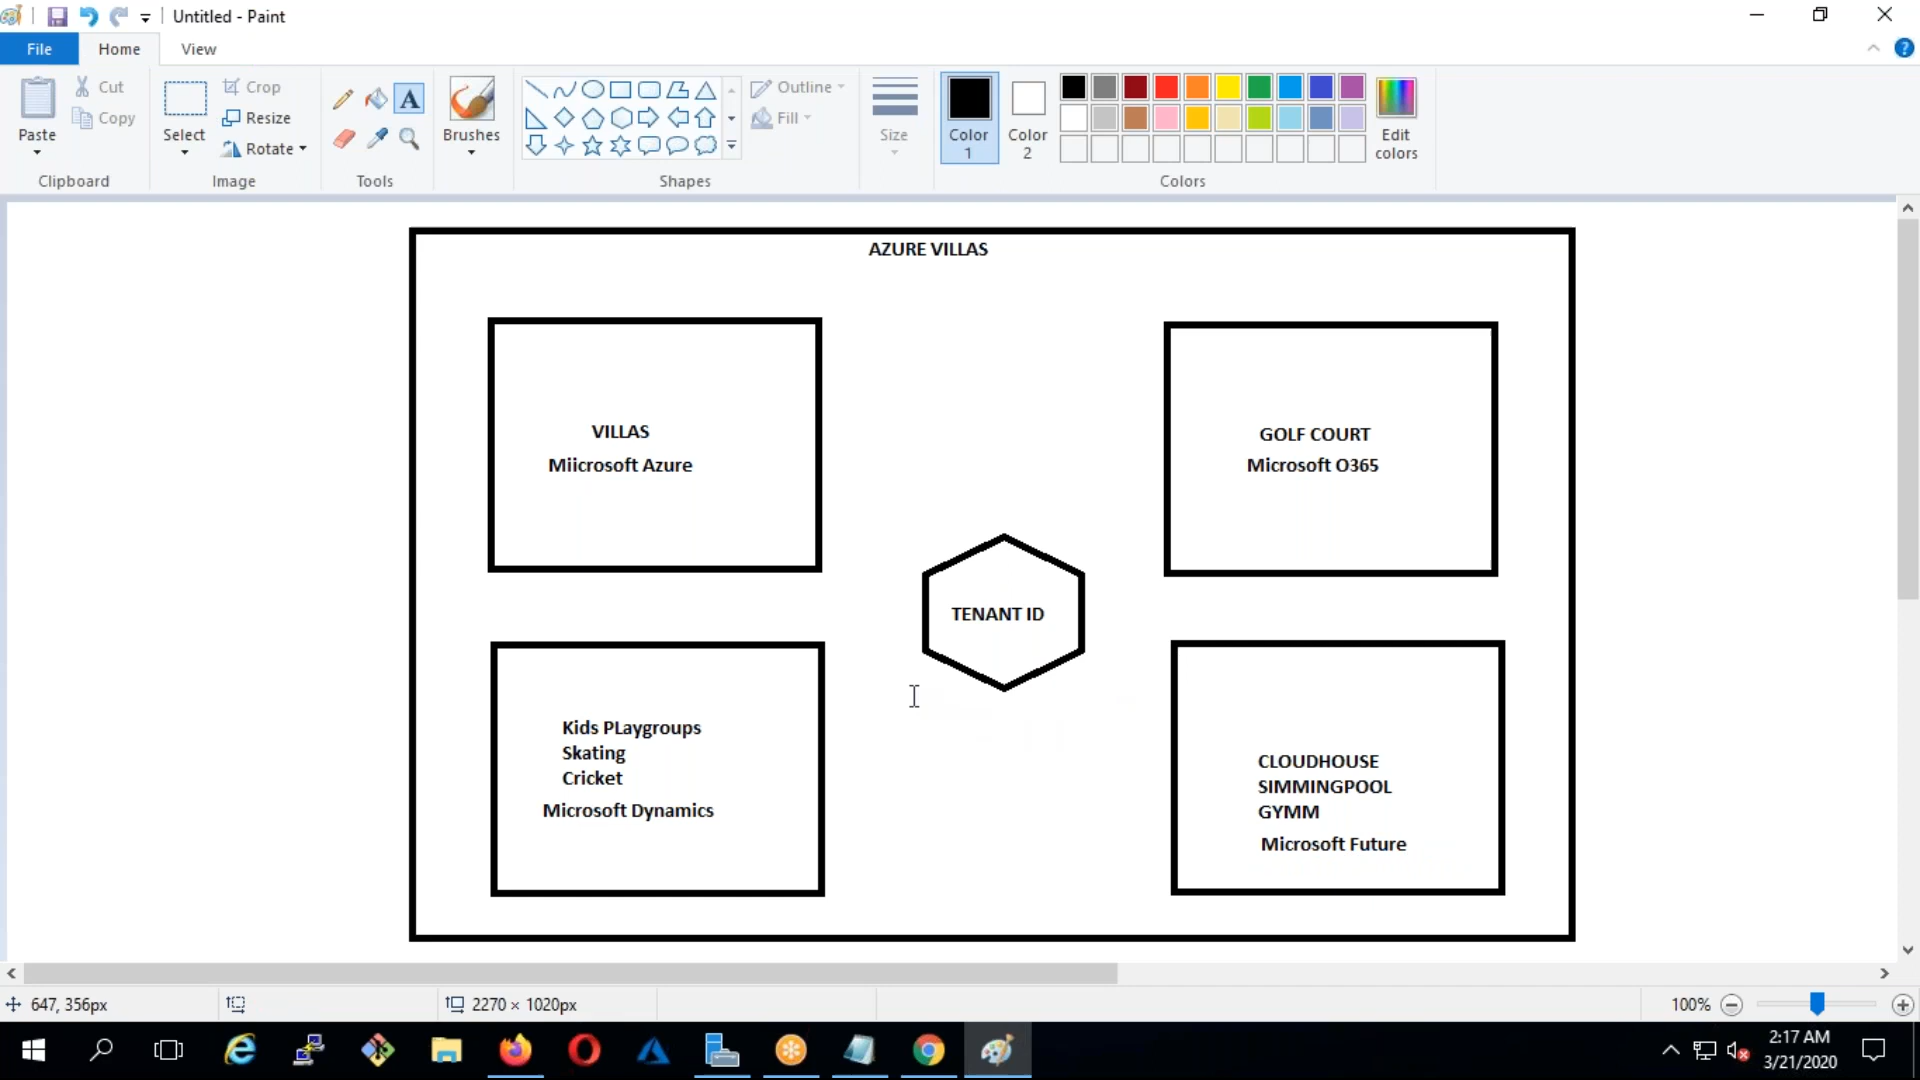 Untitled - Paint
File
Home
View
Paste
Cut
Copy
Clipboard
Select
Crop
Resize
Rotate
Image
A
Tools
Brushes
Shapes
Outline
Fill
Size
Color
1
Color
2
Edit
colors
Colors
AZURE VILLAS
VILLAS
Miicrosoft Azure
GOLF COURT
Microsoft O365
TENANT ID
Kids PLaygroups
Skating
Cricket
Microsoft Dynamics
CLOUDHOUSE
SIMMINGPOOL
GYMM
Microsoft Future
647, 356px
2270 × 1020px
100%
2:17 AM
3/21/2020